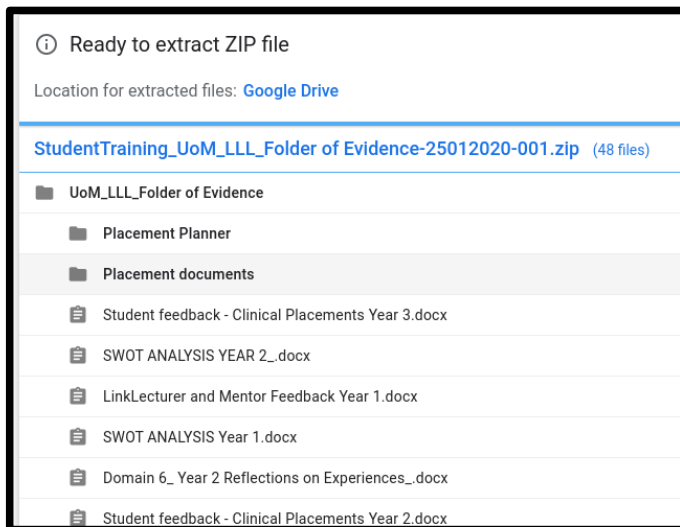 Ready to extract ZIP file
Location for extracted files: Google Drive
StudentTraining_UoM_LLL_Folder of Evidence-25012020-001.zip (48 files)
UoM_LLL_Folder of Evidence
Placement Planner
Placement documents
Student feedback - Clinical Placements Year 3.docx
SWOT ANALYSIS YEAR 2_.docx
LinkLecturer and Mentor Feedback Year 1.docx
SWOT ANALYSIS Year 1.docx
Domain 6_ Year 2 Reflections on Experiences_.docx
Student feedback - Clinical Placements Year 2.docx